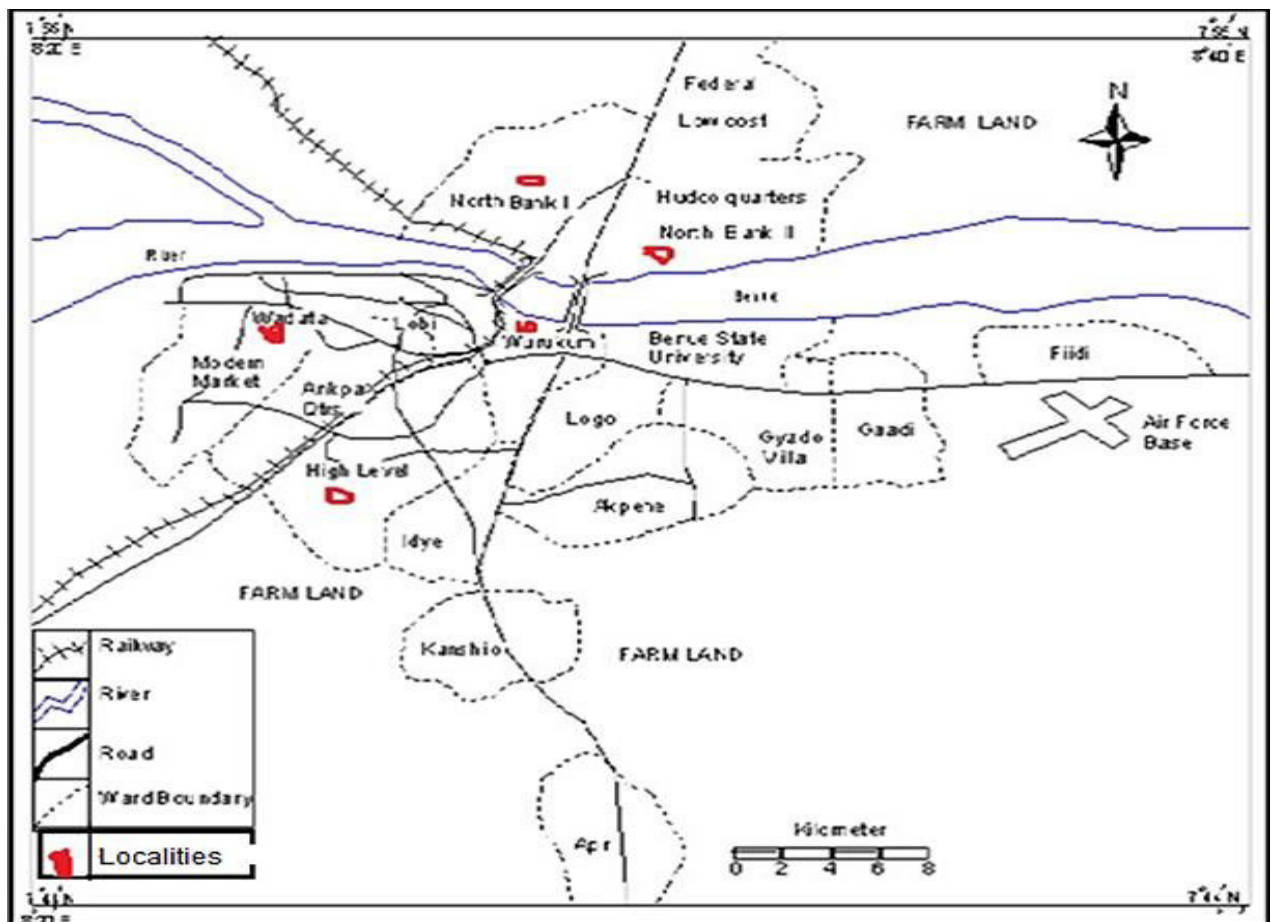 8°40'E
N
Federal
Low cost
FARM LAND
North Bank I
Hudco quarters
North Bank II
River
Benue
Wadata
Lobi
Wurukum
Benue State
University
Fiidi
Modern
Market
Ankpa
Qtrs
Logo
Gyado
Villa
Gaadi
Air Force
Base
High Level
Akpehe
Idye
FARM LAND
Kanshio
FARM LAND
Railway
River
Road
Ward Boundary
Localities
Apir
Kilometer
0 2 4 6 8